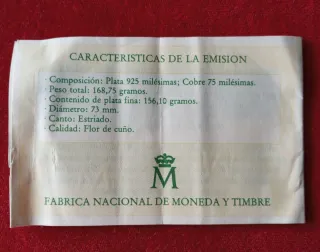 CARACTERISTICAS DE LA EMISION
· Composición: Plata 925 milésimas; Cobre 75 milésimas.
· Peso total: 168,75 gramos.
· Contenido de plata fina: 156,10 gramos.
· Diámetro: 73 mm.
· Canto: Estriado.
· Calidad: Flor de cuño.
M
FABRICA NACIONAL DE MONEDA Y TIMBRE